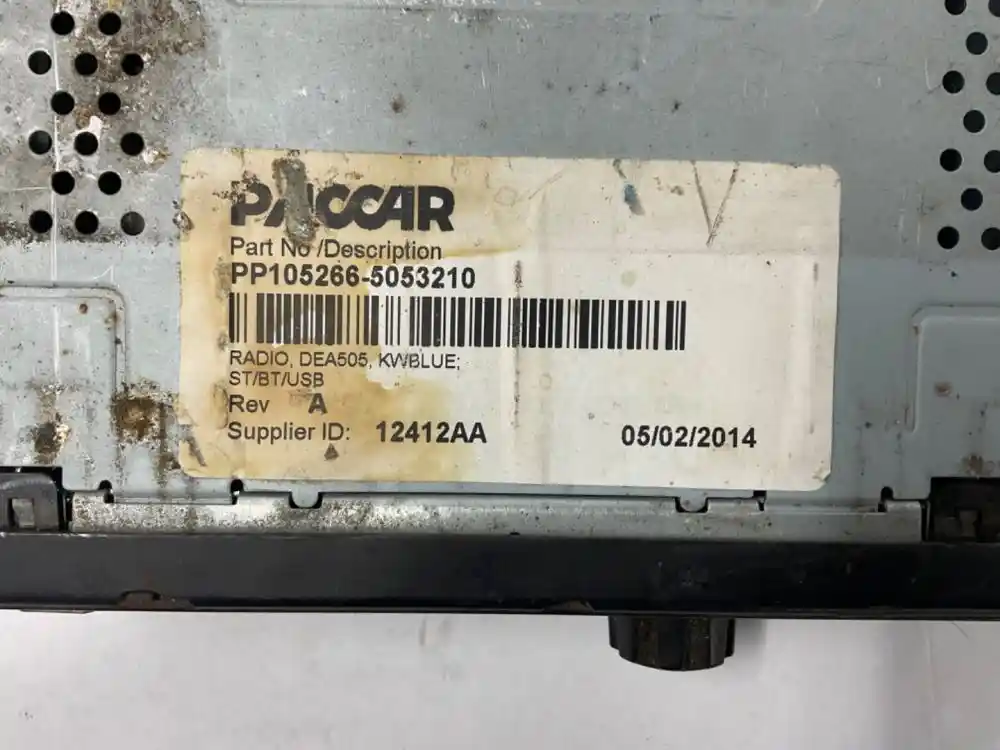 PACCAR
Part No /Description
PP105266-5053210
RADIO, DEA505, KWBLUE;
ST/BT/USB
Rev A
Supplier ID: 12412AA 05/02/2014